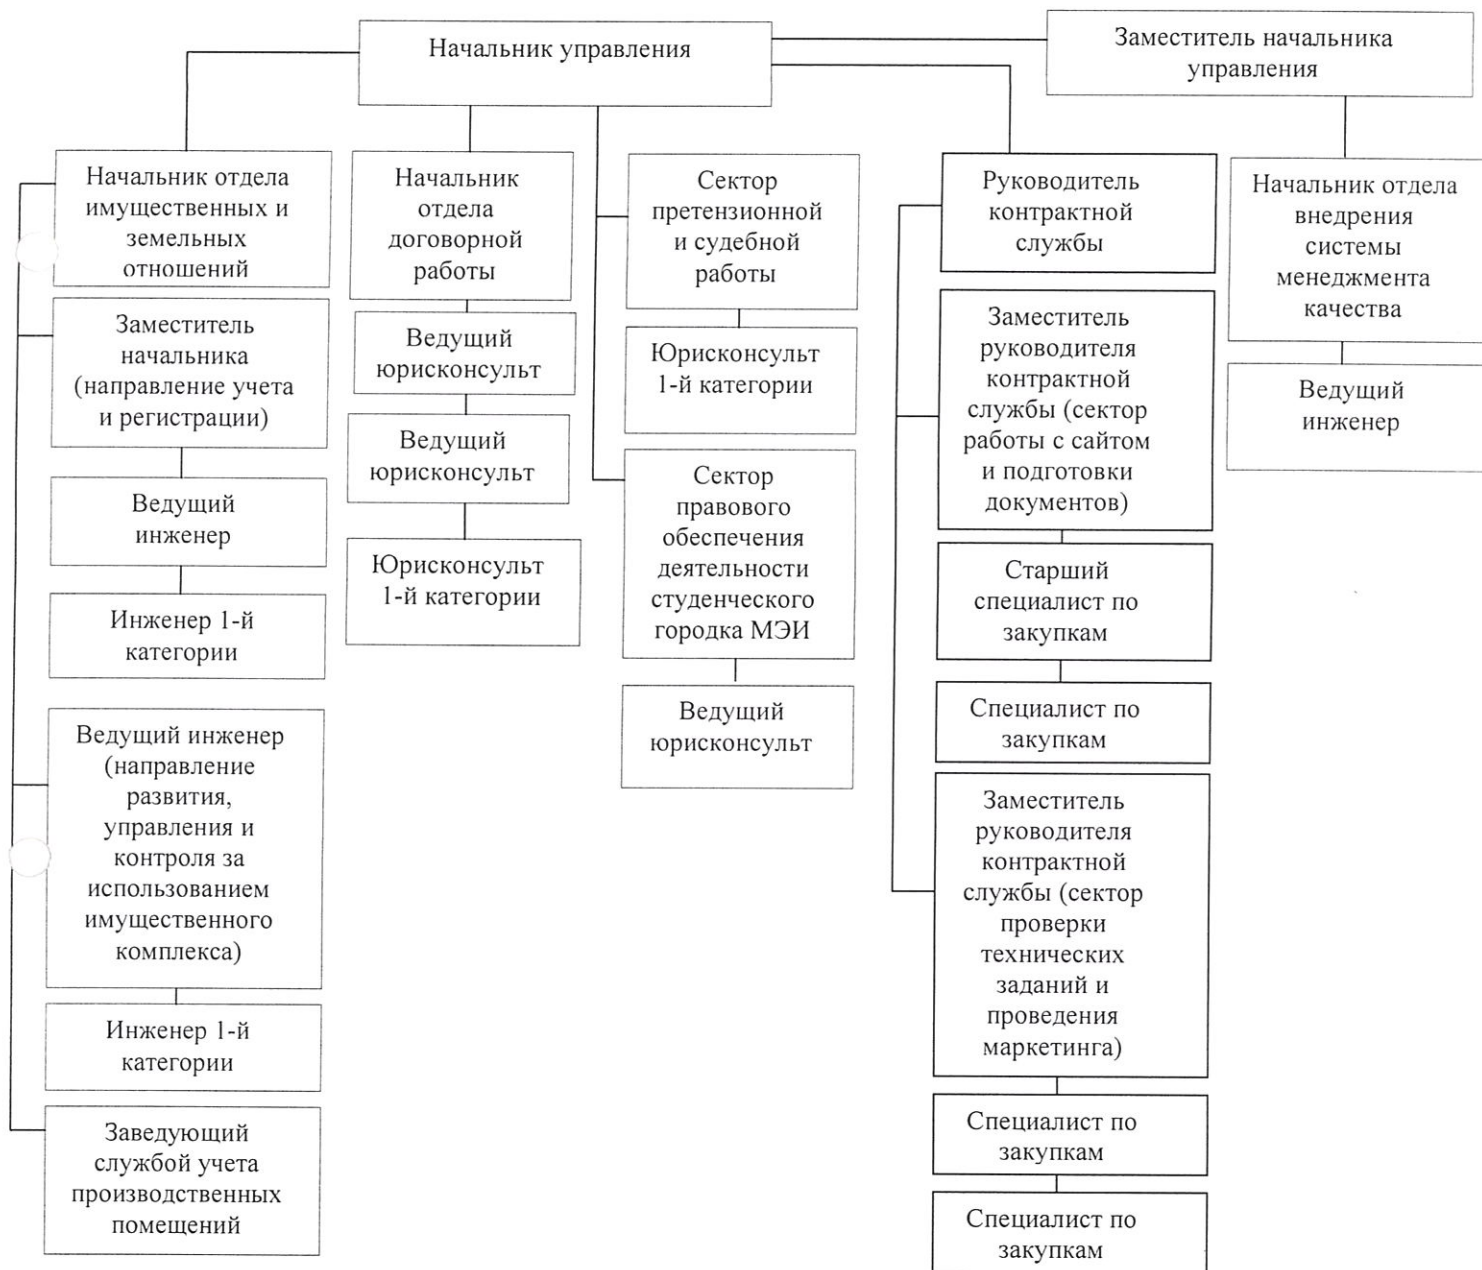 Начальник управления
Заместитель начальника
управления
Начальник отдела
имущественных и
земельных
отношений
Заместитель
начальника
(направление учета
и регистрации)
Ведущий
инженер
Инженер 1-й
категории
Ведущий инженер
(направление
развития,
управления и
контроля за
использованием
имущественного
комплекса)
Инженер 1-й
категории
Заведующий
службой учета
производственных
помещений
Начальник
отдела
договорной
работы
Ведущий
юрисконсульт
Ведущий
юрисконсульт
Юрисконсульт
1-й категории
Сектор
претензионной
и судебной
работы
Юрисконсульт
1-й категории
Сектор
правового
обеспечения
деятельности
студенческого
городка МЭИ
Ведущий
юрисконсульт
Руководитель
контрактной
службы
Заместитель
руководителя
контрактной
службы (сектор
работы с сайтом
и подготовки
документов)
Старший
специалист по
закупкам
Специалист по
закупкам
Заместитель
руководителя
контрактной
службы (сектор
проверки
технических
заданий и
проведения
маркетинга)
Специалист по
закупкам
Специалист по
закупкам
Начальник отдела
внедрения
системы
менеджмента
качества
Ведущий
инженер